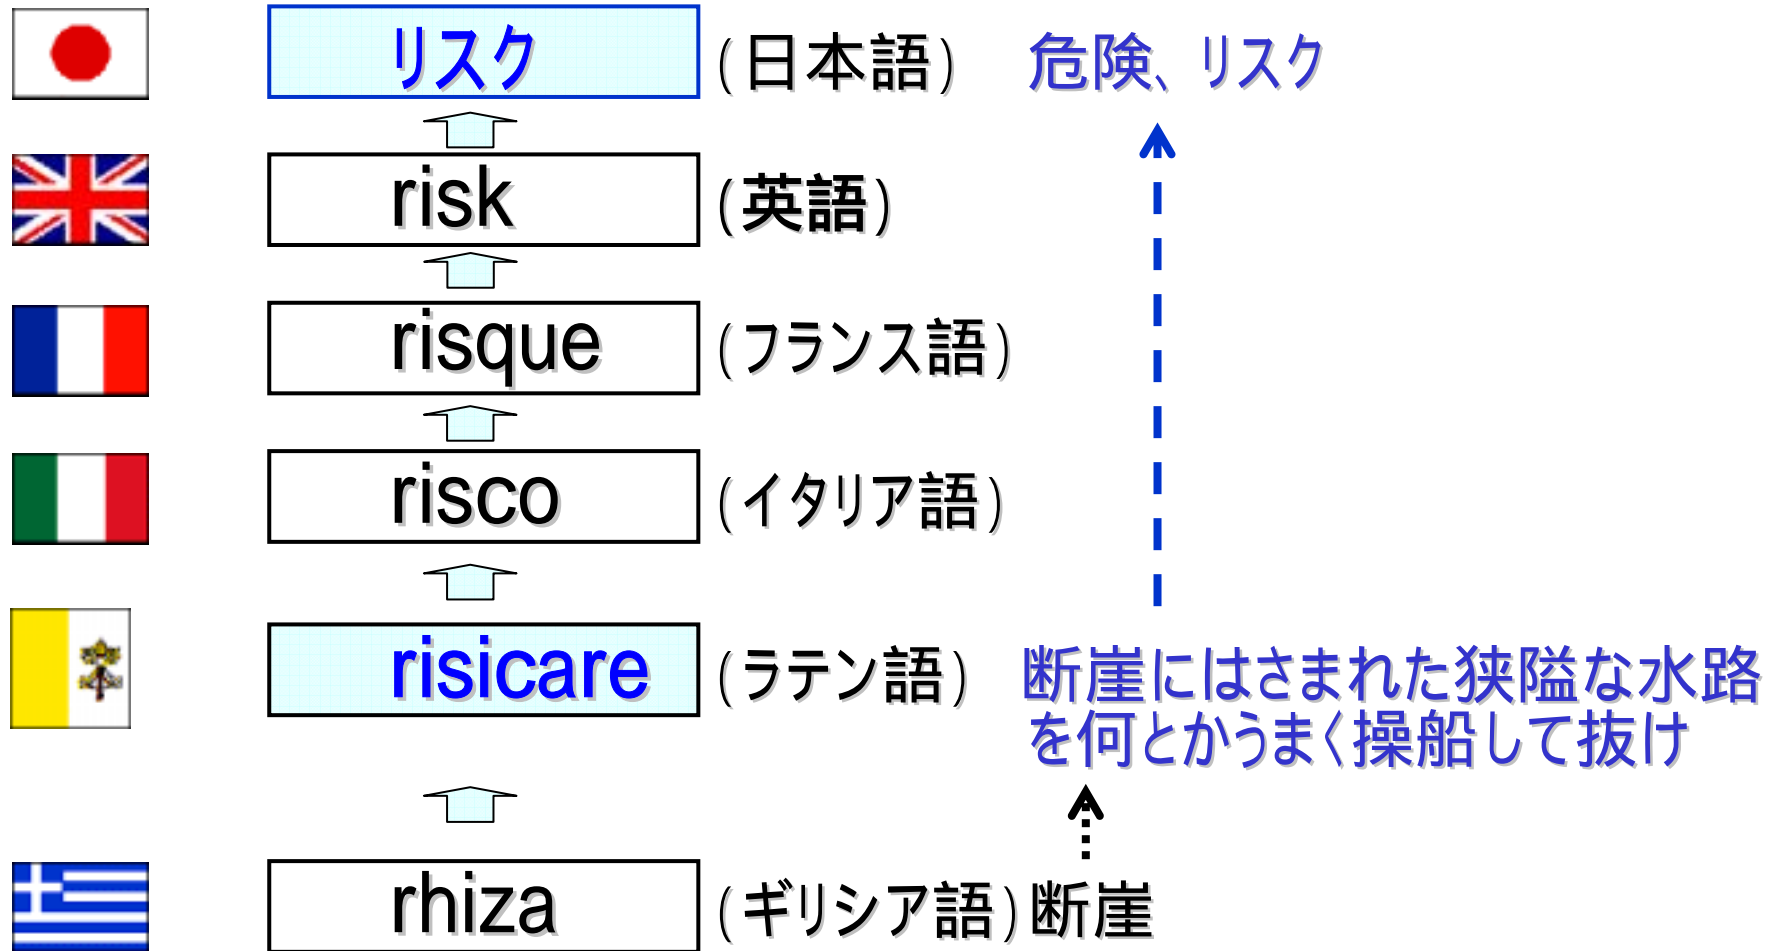 リスク (日本語) 危険、リスク
risk (英語)
risque (フランス語)
risco (イタリア語)
risicare (ラテン語) 断崖にはさまれた狭隘な水路
を何とかうまく操船して抜け
rhiza (ギリシア語) 断崖